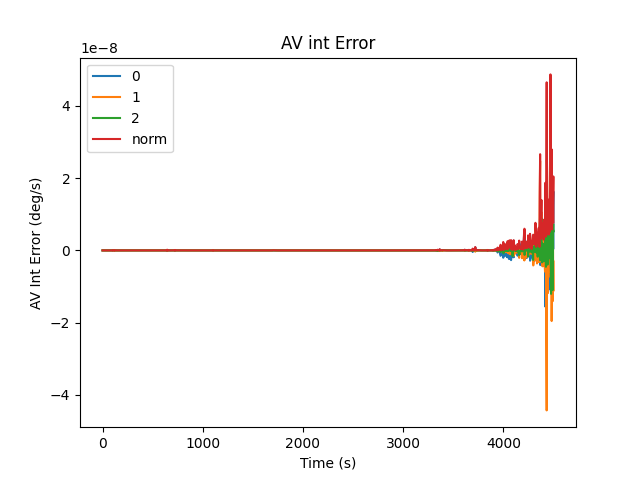 AV int Error
1e−8
0
1
2
norm
4
2
0
−2
−4
AV Int Error (deg/s)
0
1000
2000
3000
4000
Time (s)